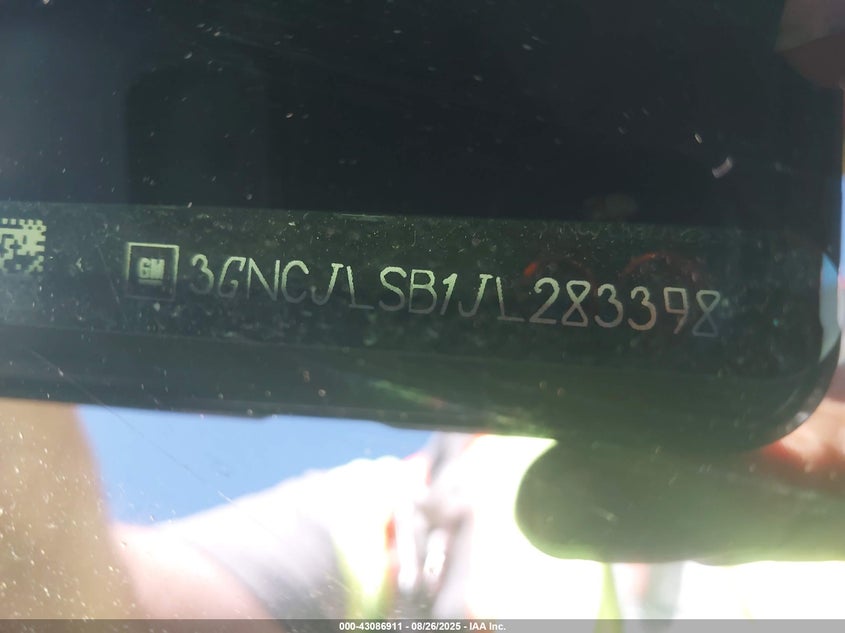 GM 3GNCJLSB1JL283398
000-43086911 - 08/26/2025 - IAA Inc.